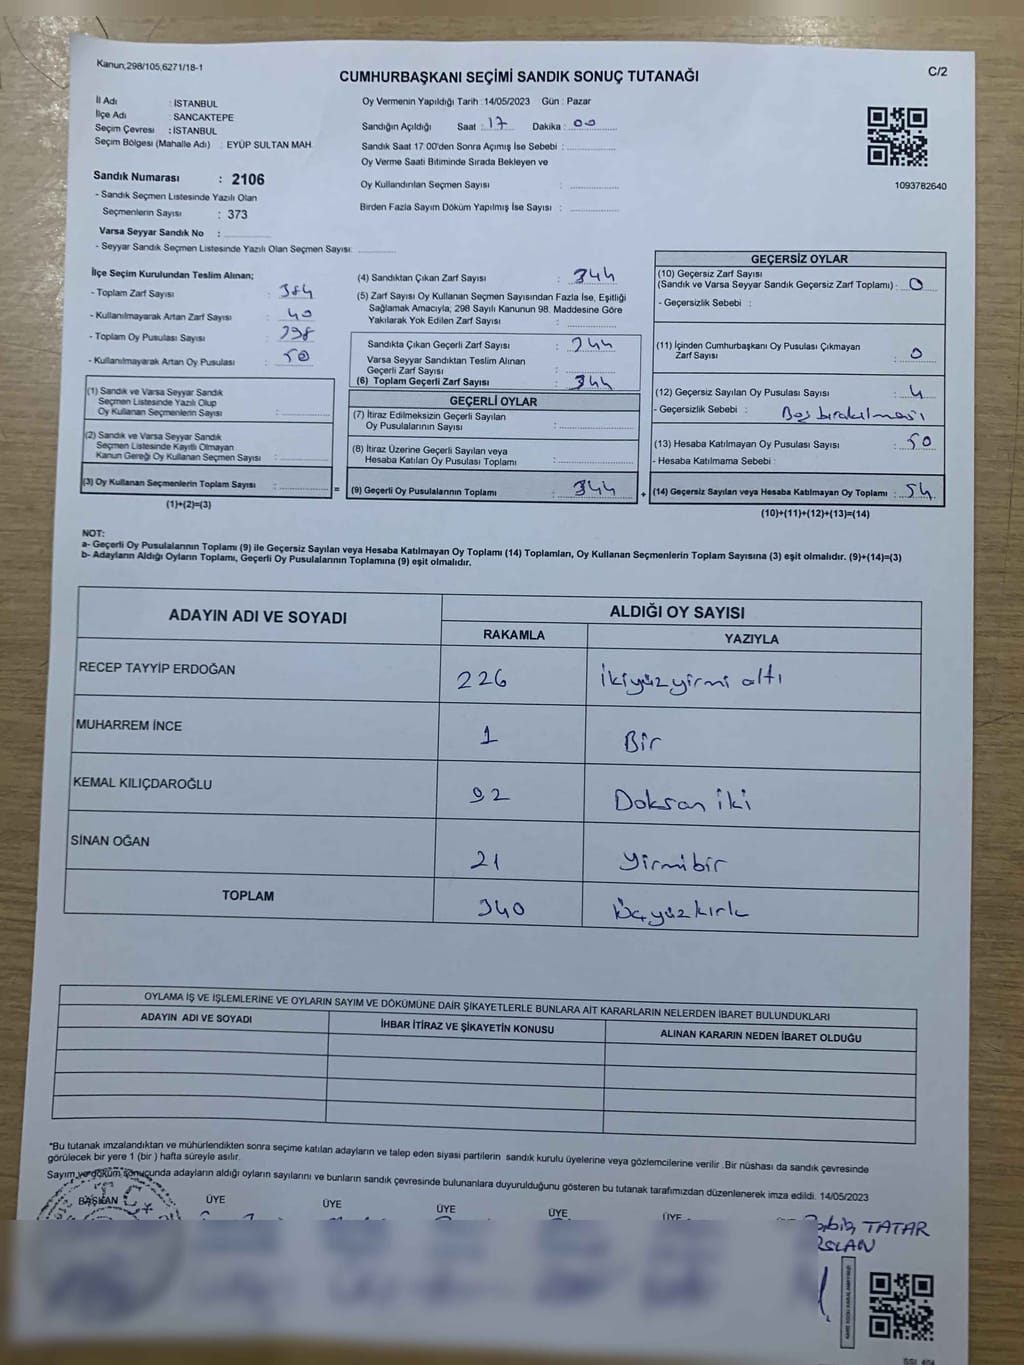 Kanun,298/105,6271/18-1
C/2
CUMHURBAŞKANI SEÇİMİ SANDIK SONUÇ TUTANAĞI
İl Adı : İSTANBUL
İlçe Adı : SANCAKTEPE
Seçim Çevresi : İSTANBUL
Seçim Bölgesi (Mahalle Adı) EYÜP SULTAN MAH
Sandık Numarası : 2106
- Sandık Seçmen Listesinde Yazılı Olan
Seçmenlerin Sayısı : 373
Varsa Seyyar Sandık No :
- Seyyar Sandık Seçmen Listesinde Yazılı Olan Seçmen Sayısı:
Oy Vermenin Yapıldığı Tarih :14/05/2023 Gün : Pazar
Sandığın Açıldığı Saat : 17 Dakika : 00
Sandık Saat 17:00'den Sonra Açımış İse Sebebi :
Oy Verme Saati Bitiminde Sırada Bekleyen ve
Oy Kullandırılan Seçmen Sayısı :
Birden Fazla Sayım Döküm Yapılmış İse Sayısı :
1093782640
İlçe Seçim Kurulundan Teslim Alınan;
- Toplam Zarf Sayısı : 384
- Kullanılmayarak Artan Zarf Sayısı : 40
- Toplam Oy Pusulası Sayısı : 398
- Kullanılmayarak Artan Oy Pusulası : 50
(1) Sandık ve Varsa Seyyar Sandık
Seçmen Listesinde Yazılı Olup
Oy Kullanan Seçmenlerin Sayısı :
(2) Sandık ve Varsa Seyyar Sandık
Seçmen Listesinde Kayıtlı Olmayan
Kanun Gereği Oy Kullanan Seçmen Sayısı :
(3) Oy Kullanan Seçmenlerin Toplam Sayısı :
(1)+(2)=(3)
=
(4) Sandıktan Çıkan Zarf Sayısı : 344
(5) Zarf Sayısı Oy Kullanan Seçmen Sayısından Fazla İse, Eşitliği
Sağlamak Amacıyla; 298 Sayılı Kanunun 98. Maddesine Göre
Yakılarak Yok Edilen Zarf Sayısı :
Sandıkta Çıkan Geçerli Zarf Sayısı : 344
Varsa Seyyar Sandıktan Teslim Alınan
Geçerli Zarf Sayısı :
(6) Toplam Geçerli Zarf Sayısı : 344
GEÇERLİ OYLAR
(7) İtiraz Edilmeksizin Geçerli Sayılan
Oy Pusulalarının Sayısı :
(8) İtiraz Üzerine Geçerli Sayılan veya
Hesaba Katılan Oy Pusulası Toplamı :
(9) Geçerli Oy Pusulalarının Toplamı : 344
+
GEÇERSİZ OYLAR
(10) Geçersiz Zarf Sayısı
(Sandık ve Varsa Seyyar Sandık Geçersiz Zarf Toplamı) : 0
- Geçersizlik Sebebi :
(11) İçinden Cumhurbaşkanı Oy Pusulası Çıkmayan
Zarf Sayısı : 0
(12) Geçersiz Sayılan Oy Pusulası Sayısı : 4
- Geçersizlik Sebebi : Boş bırakılması
(13) Hesaba Katılmayan Oy Pusulası Sayısı : 50
- Hesaba Katılmama Sebebi :
(14) Geçersiz Sayılan veya Hesaba Katılmayan Oy Toplamı : 54
(10)+(11)+(12)+(13)=(14)
NOT:
a- Geçerli Oy Pusulalarının Toplamı (9) ile Geçersiz Sayılan veya Hesaba Katılmayan Oy Toplamı (14) Toplamları, Oy Kullanan Seçmenlerin Toplam Sayısına (3) eşit olmalıdır. (9)+(14)=(3)
b- Adayların Aldığı Oyların Toplamı, Geçerli Oy Pusulalarının Toplamına (9) eşit olmalıdır.
ADAYIN ADI VE SOYADI ALDIĞI OY SAYISI
RAKAMLA YAZIYLA
RECEP TAYYİP ERDOĞAN 226 İkiyüzyirmi altı
MUHARREM İNCE 1 Bir
KEMAL KILIÇDAROĞLU 92 Doksan iki
SİNAN OĞAN 21 Yirmibir
TOPLAM 340 Üçyüzkırk
OYLAMA İŞ VE İŞLEMLERİNE VE OYLARIN SAYIM VE DÖKÜMÜNE DAİR ŞİKAYETLERLE BUNLARA AİT KARARLARIN NELERDEN İBARET BULUNDUKLARI
ADAYIN ADI VE SOYADI İHBAR İTİRAZ VE ŞİKAYETİN KONUSU ALINAN KARARIN NEDEN İBARET OLDUĞU
*Bu tutanak imzalandıktan ve mühürlendikten sonra seçime katılan adayların ve talep eden siyasi partilerin sandık kurulu üyelerine veya gözlemcilerine verilir .Bir nüshası da sandık çevresinde
görülecek bir yere 1 (bir ) hafta süreyle asılır.
Sayım ve döküm sonucunda adayların aldığı oyların sayılarını ve bunların sandık çevresinde bulunanlara duyurulduğunu gösteren bu tutanak tarafımızdan düzenlenerek imza edildi. 14/05/2023
BAŞKAN ÜYE ÜYE ÜYE ÜYE ÜYE
TATAR